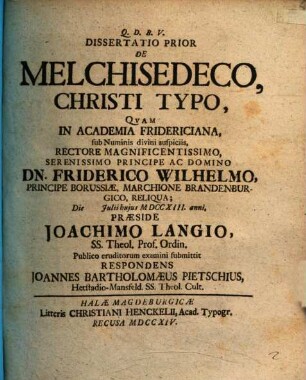 Q. D. B. V.
DISSERTATIO PRIOR
DE
MELCHISEDECO,
CHRISTI TYPO,
QVAM
IN ACADEMIA FRIDERICIANA,
sub Numinis divini auspiciis,
RECTORE MAGNIFICENTISSIMO,
SERENISSIMO PRINCIPE AC DOMINO
DN. FRIDERICO WILHELMO,
PRINCIPE BORUSSIÆ, MARCHIONE BRANDENBUR-
GICO, RELIQUA;
Die Julii hujus MDCCXIII. anni,
PRÆSIDE
JOACHIMO LANGIO,
SS. Theol. Prof. Ordin.
Publico eruditorum examini submittit
RESPONDENS
JOANNES BARTHOLOMÆUS PIETSCHIUS,
Hettstadio-Mansfeld. SS. Theol. Cult.
HALÆ MAGDEBURGICÆ
Litteris CHRISTIANI HENCKELII, Acad. Typogr.
RECUSA MDCCXIV.